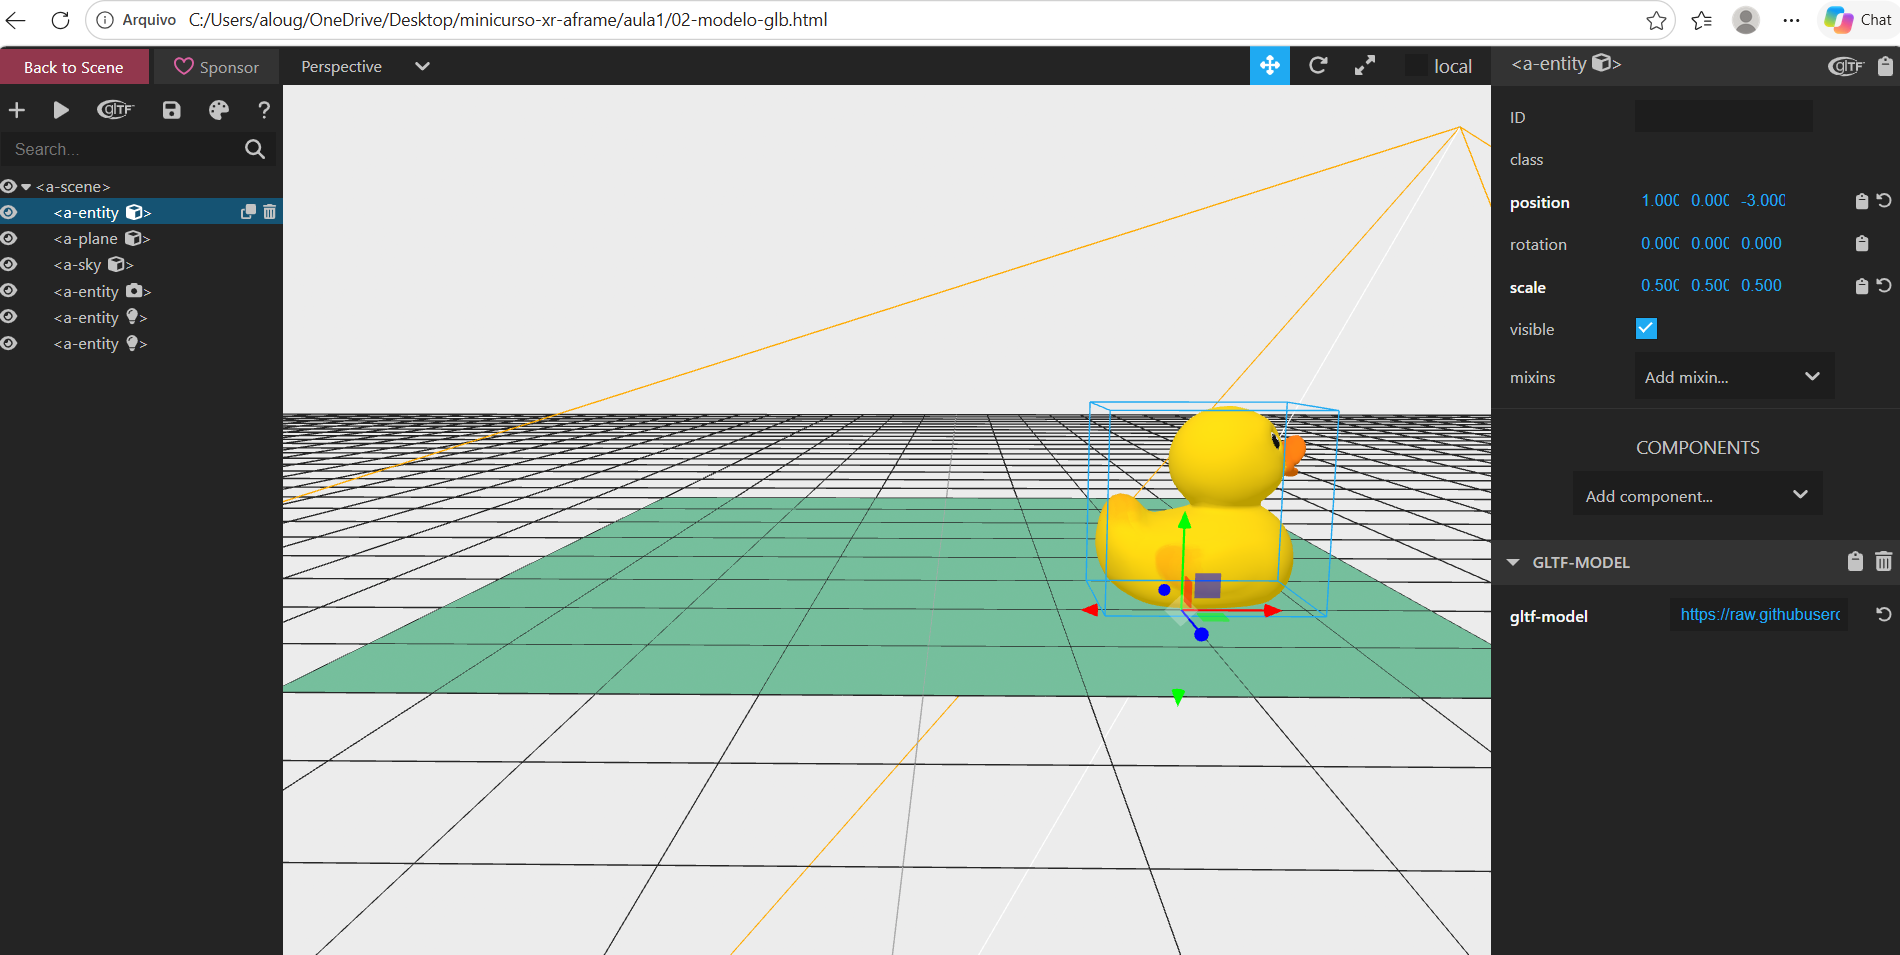 Arquivo C:/Users/aloug/OneDrive/Desktop/minicurso-xr-aframe/aula1/02-modelo-glb.html
Chat
Back to Scene
Sponsor
Perspective
local
<a-entity >
glTF
glTF
?
Search...
<a-scene>
<a-entity >
<a-plane >
<a-sky >
<a-entity >
<a-entity >
<a-entity >
ID
class
position 1.000 0.000 -3.000
rotation 0.000 0.000 0.000
scale 0.500 0.500 0.500
visible
mixins Add mixin...
COMPONENTS
Add component...
GLTF-MODEL
gltf-model https://raw.githubuserc